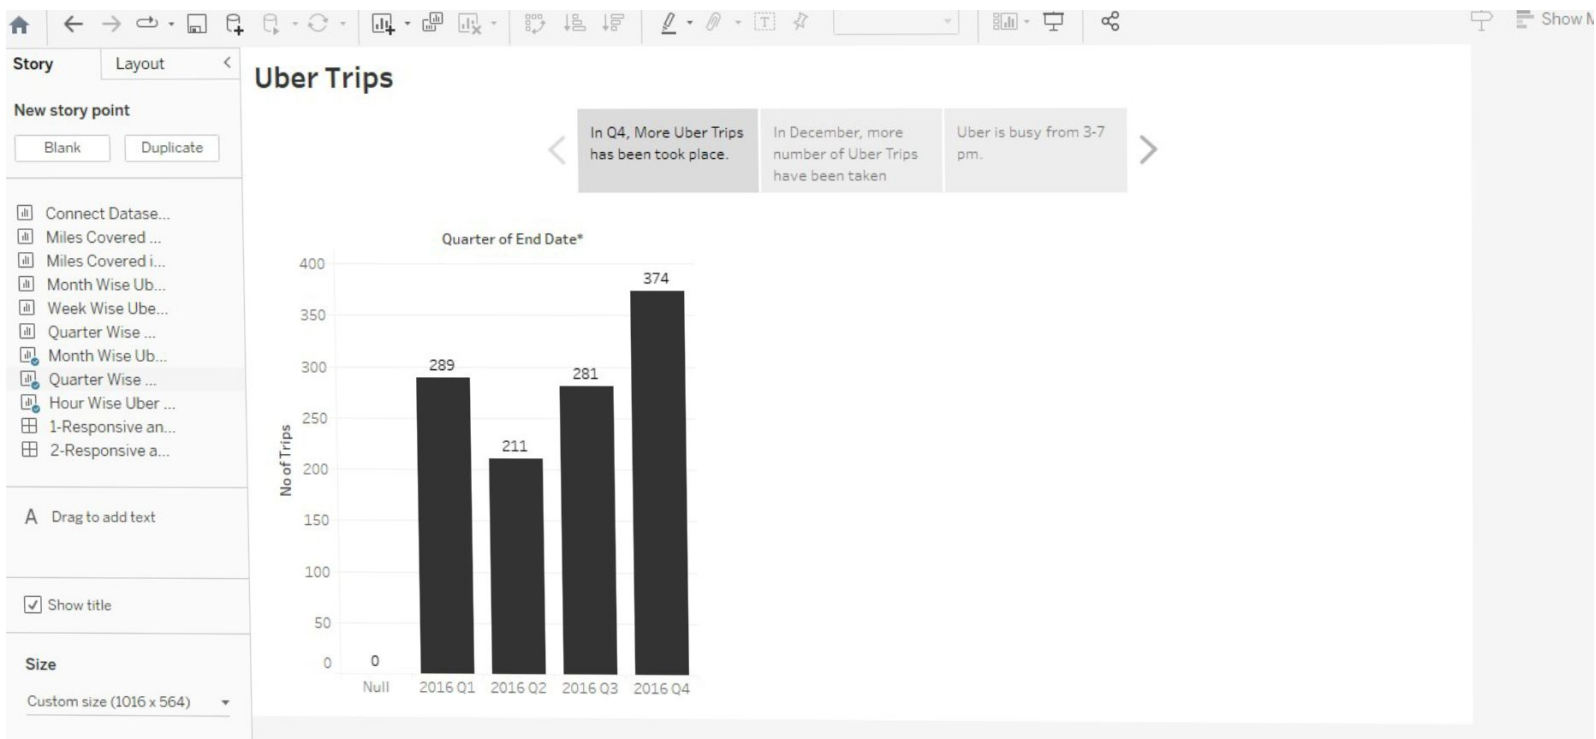 Show M
Story
Layout
New story point
Blank
Duplicate
Connect Datase...
Miles Covered ...
Miles Covered i...
Month Wise Ub...
Week Wise Ube...
Quarter Wise ...
Month Wise Ub...
Quarter Wise ...
Hour Wise Uber ...
1-Responsive an...
2-Responsive a...
A Drag to add text
Show title
Size
Custom size (1016 x 564)
Uber Trips
In Q4, More Uber Trips
has been took place.
In December, more
number of Uber Trips
have been taken
Uber is busy from 3-7
pm.
Quarter of End Date*
No of Trips
400
350
300
250
200
150
100
50
0
0
289
211
281
374
Null
2016 Q1
2016 Q2
2016 Q3
2016 Q4